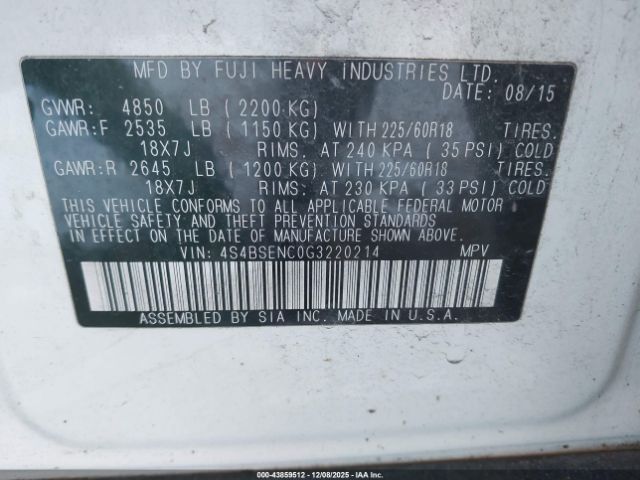 MFD BY FUJI HEAVY INDUSTRIES LTD.
DATE: 08/15
GVWR: 4850 LB (2200 KG)
GAWR:F 2535 LB (1150 KG) WITH 225/60R18 TIRES.
18X7J RIMS. AT 240 KPA (35 PSI) COLD
GAWR:R 2645 LB (1200 KG) WITH 225/60R18 TIRES.
18X7J RIMS. AT 230 KPA (33 PSI) COLD
THIS VEHICLE CONFORMS TO ALL APPLICABLE FEDERAL MOTOR
VEHICLE SAFETY AND THEFT PREVENTION STANDARDS
IN EFFECT ON THE DATE OF MANUFACTURE SHOWN ABOVE.
VIN: 4S4BSENC0G3220214 MPV
ASSEMBLED BY SIA INC. MADE IN U.S.A.
000-43859512 - 12/08/2025 - IAA Inc.